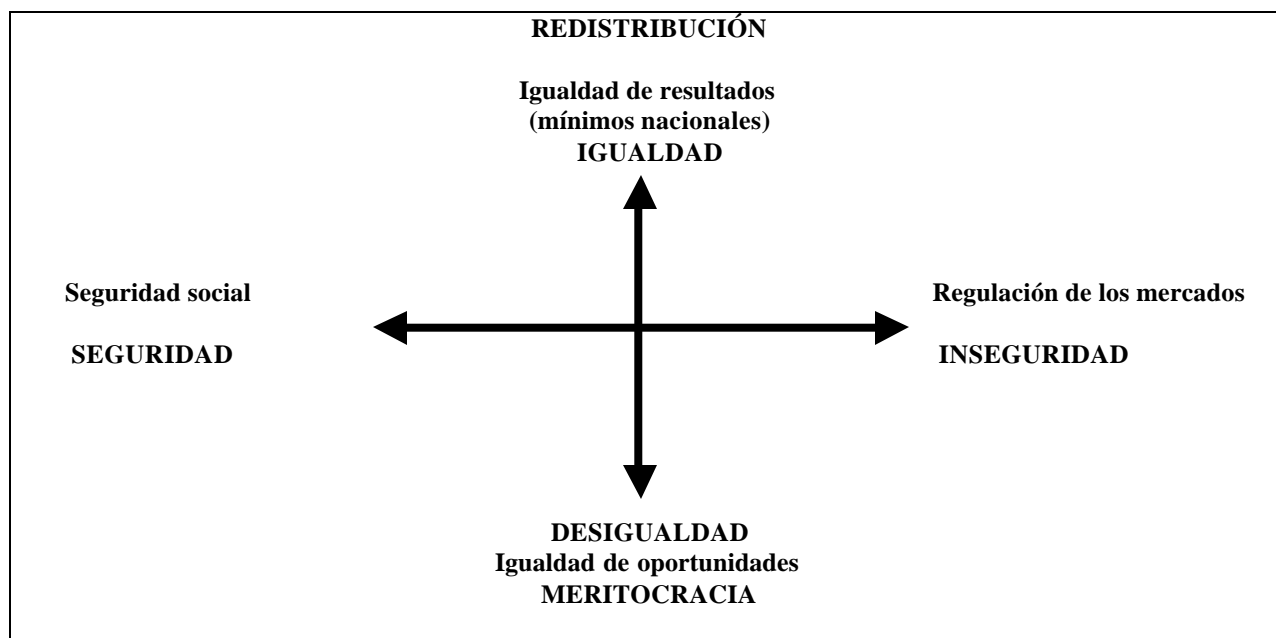 REDISTRIBUCIÓN
Igualdad de resultados
(mínimos nacionales)
IGUALDAD
Seguridad social
Regulación de los mercados
SEGURIDAD
INSEGURIDAD
DESIGUALDAD
Igualdad de oportunidades
MERITOCRACIA